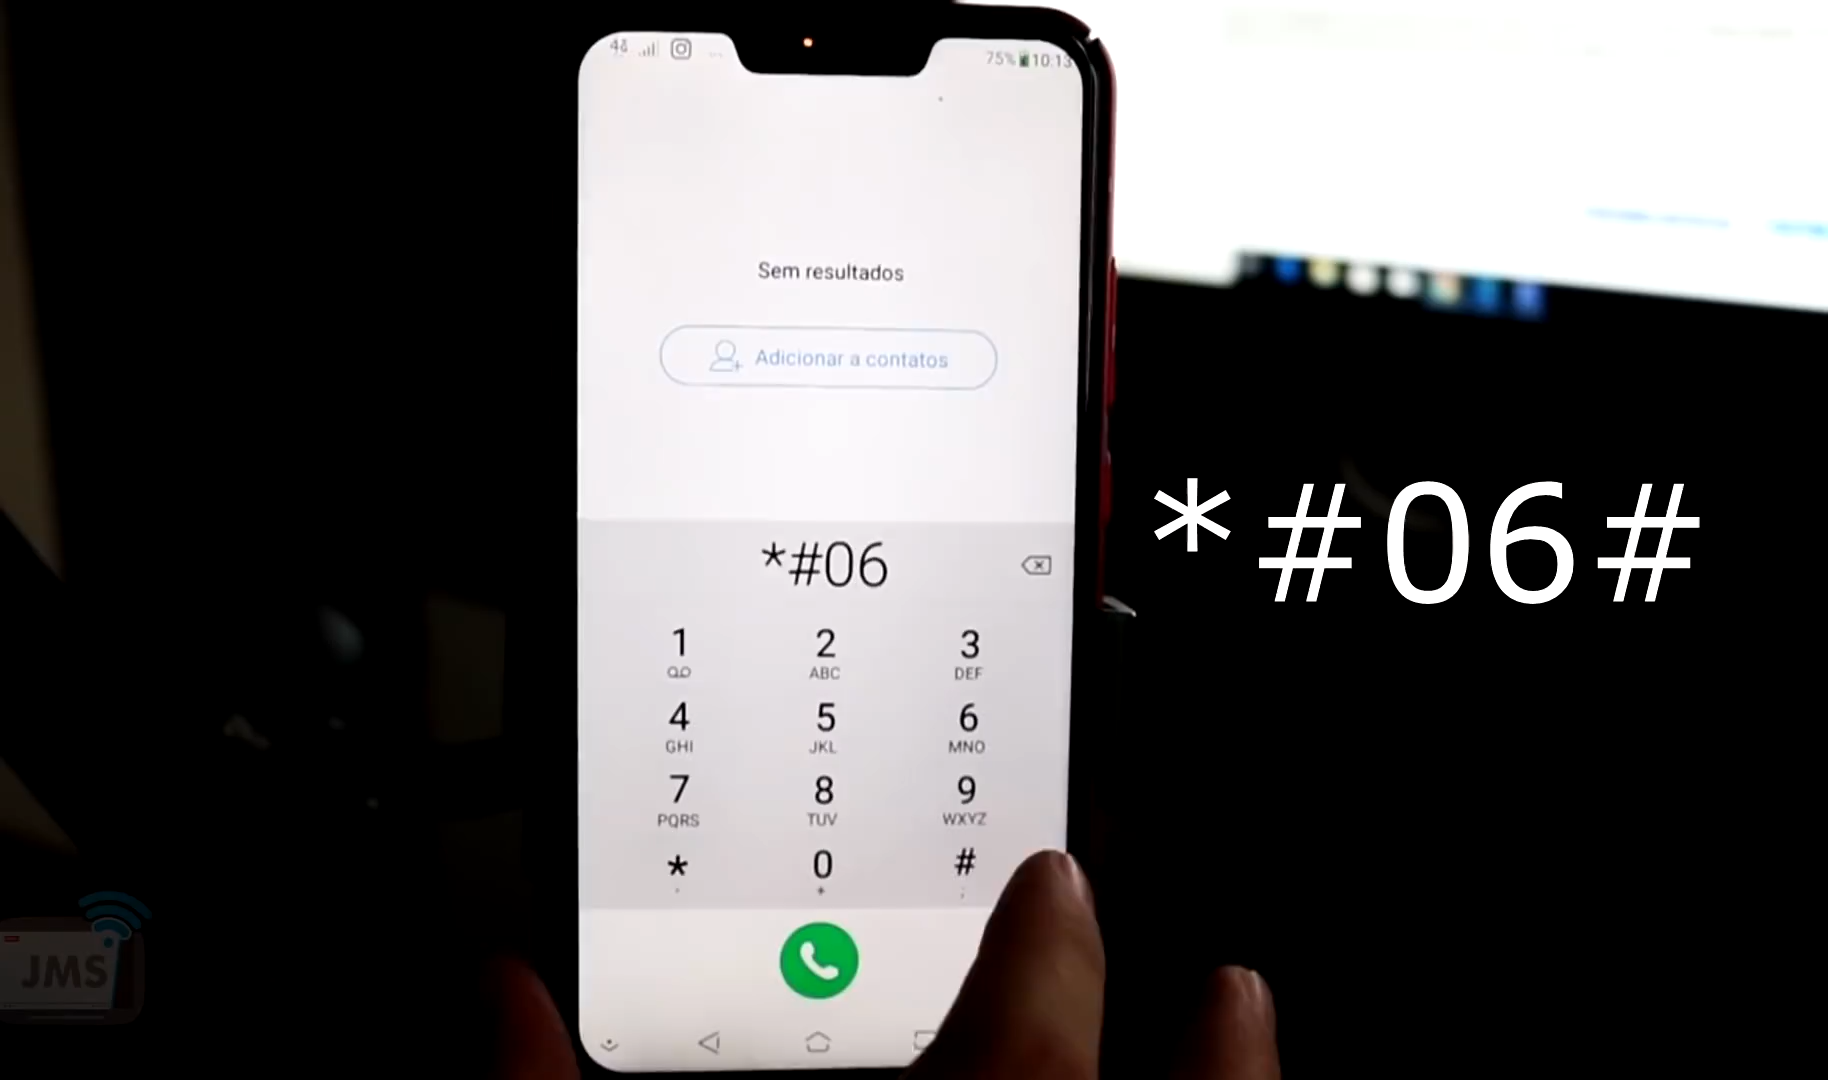 75% 10:13
Sem resultados
Adicionar a contatos
*#06
*#06#
1 2 3
ABC DEF
4 5 6
GHI JKL MNO
7 8 9
PQRS TUV WXYZ
* 0 #
+
JMS